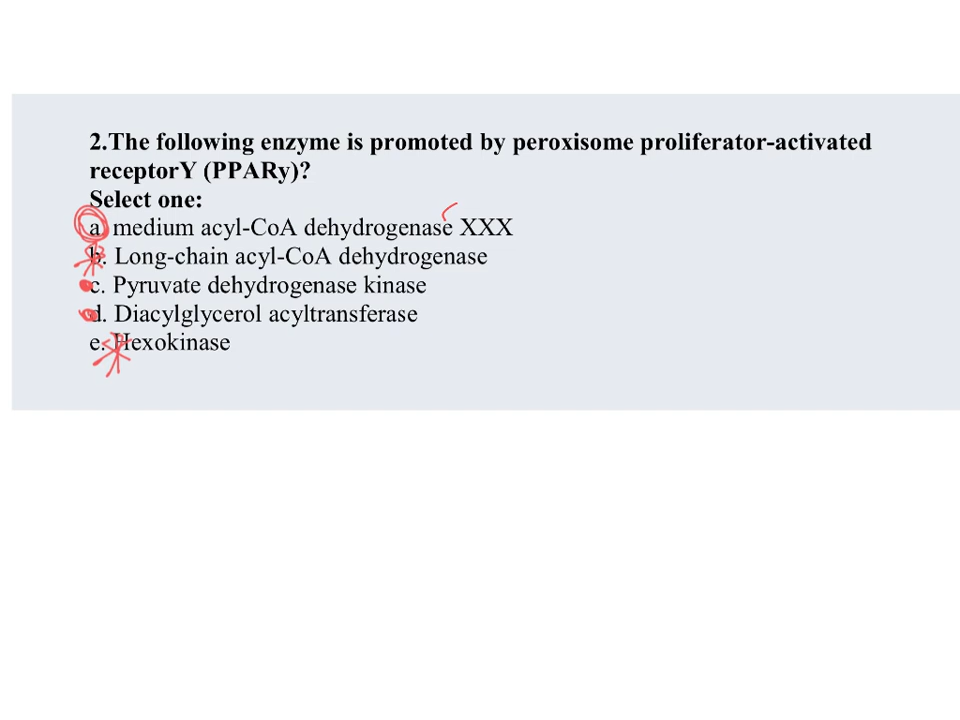 2.The following enzyme is promoted by peroxisome proliferator-activated
receptorY (PPARy)?
Select one:
a. medium acyl-CoA dehydrogenase XXX
b. Long-chain acyl-CoA dehydrogenase
c. Pyruvate dehydrogenase kinase
d. Diacylglycerol acyltransferase
e. Hexokinase